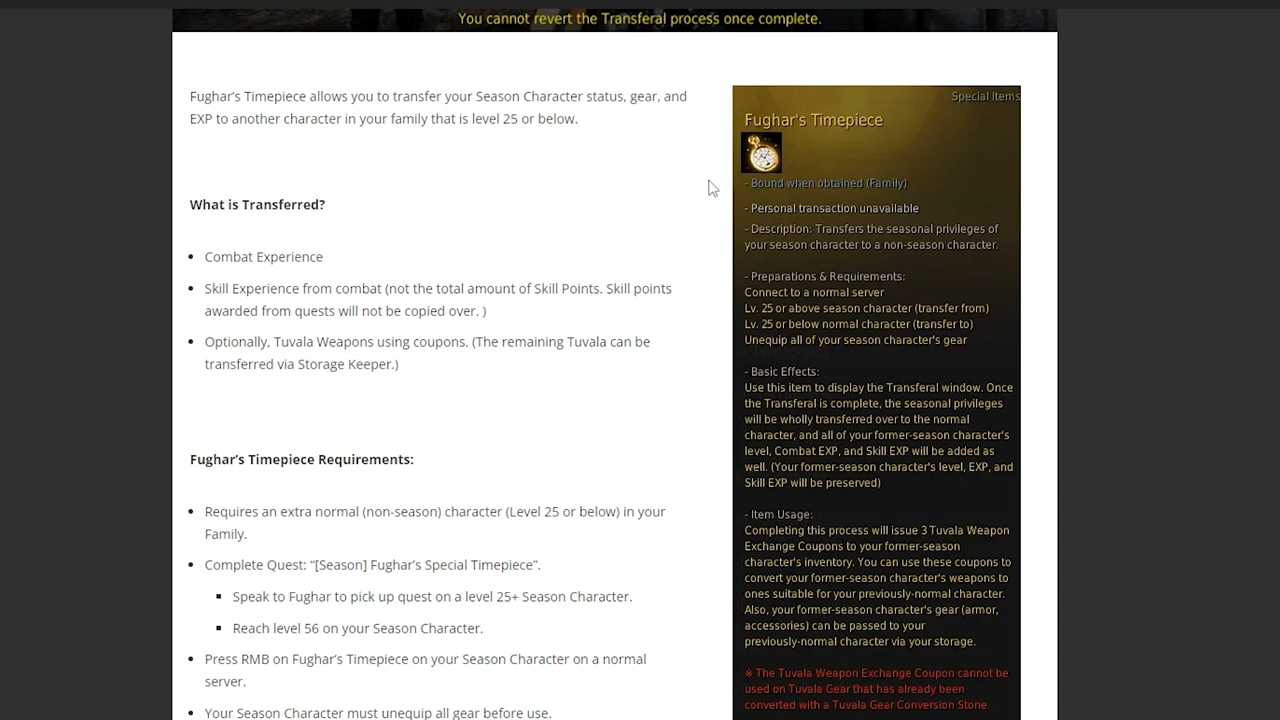 You cannot revert the Transferal process once complete.
Fughar's Timepiece allows you to transfer your Season Character status, gear, and
EXP to another character in your family that is level 25 or below.
What is Transferred?
Combat Experience
Skill Experience from combat (not the total amount of Skill Points. Skill points
awarded from quests will not be copied over. )
Optionally, Tuvala Weapons using coupons. (The remaining Tuvala can be
transferred via Storage Keeper.)
Fughar's Timepiece Requirements:
Requires an extra normal (non-season) character (Level 25 or below) in your
Family.
Complete Quest: “[Season] Fughar's Special Timepiece”.
Speak to Fughar to pick up quest on a level 25+ Season Character.
Reach level 56 on your Season Character.
Press RMB on Fughar's Timepiece on your Season Character on a normal
server.
Your Season Character must unequip all gear before use.
Special Items
Fughar's Timepiece
- Bound when obtained (Family)
- Personal transaction unavailable
- Description: Transfers the seasonal privileges of
your season character to a non-season character.
- Preparations & Requirements:
Connect to a normal server
Lv. 25 or above season character (transfer from)
Lv. 25 or below normal character (transfer to)
Unequip all of your season character's gear
- Basic Effects:
Use this item to display the Transferal window. Once
the Transferal is complete, the seasonal privileges
will be wholly transferred over to the normal
character, and all of your former-season character's
level, Combat EXP, and Skill EXP will be added as
well. (Your former-season character's level, EXP, and
Skill EXP will be preserved)
- Item Usage:
Completing this process will issue 3 Tuvala Weapon
Exchange Coupons to your former-season
character's inventory. You can use these coupons to
convert your former-season character's weapons to
ones suitable for your previously-normal character.
Also, your former-season character's gear (armor,
accessories) can be passed to your
previously-normal character via your storage.
※ The Tuvala Weapon Exchange Coupon cannot be
used on Tuvala Gear that has already been
converted with a Tuvala Gear Conversion Stone.